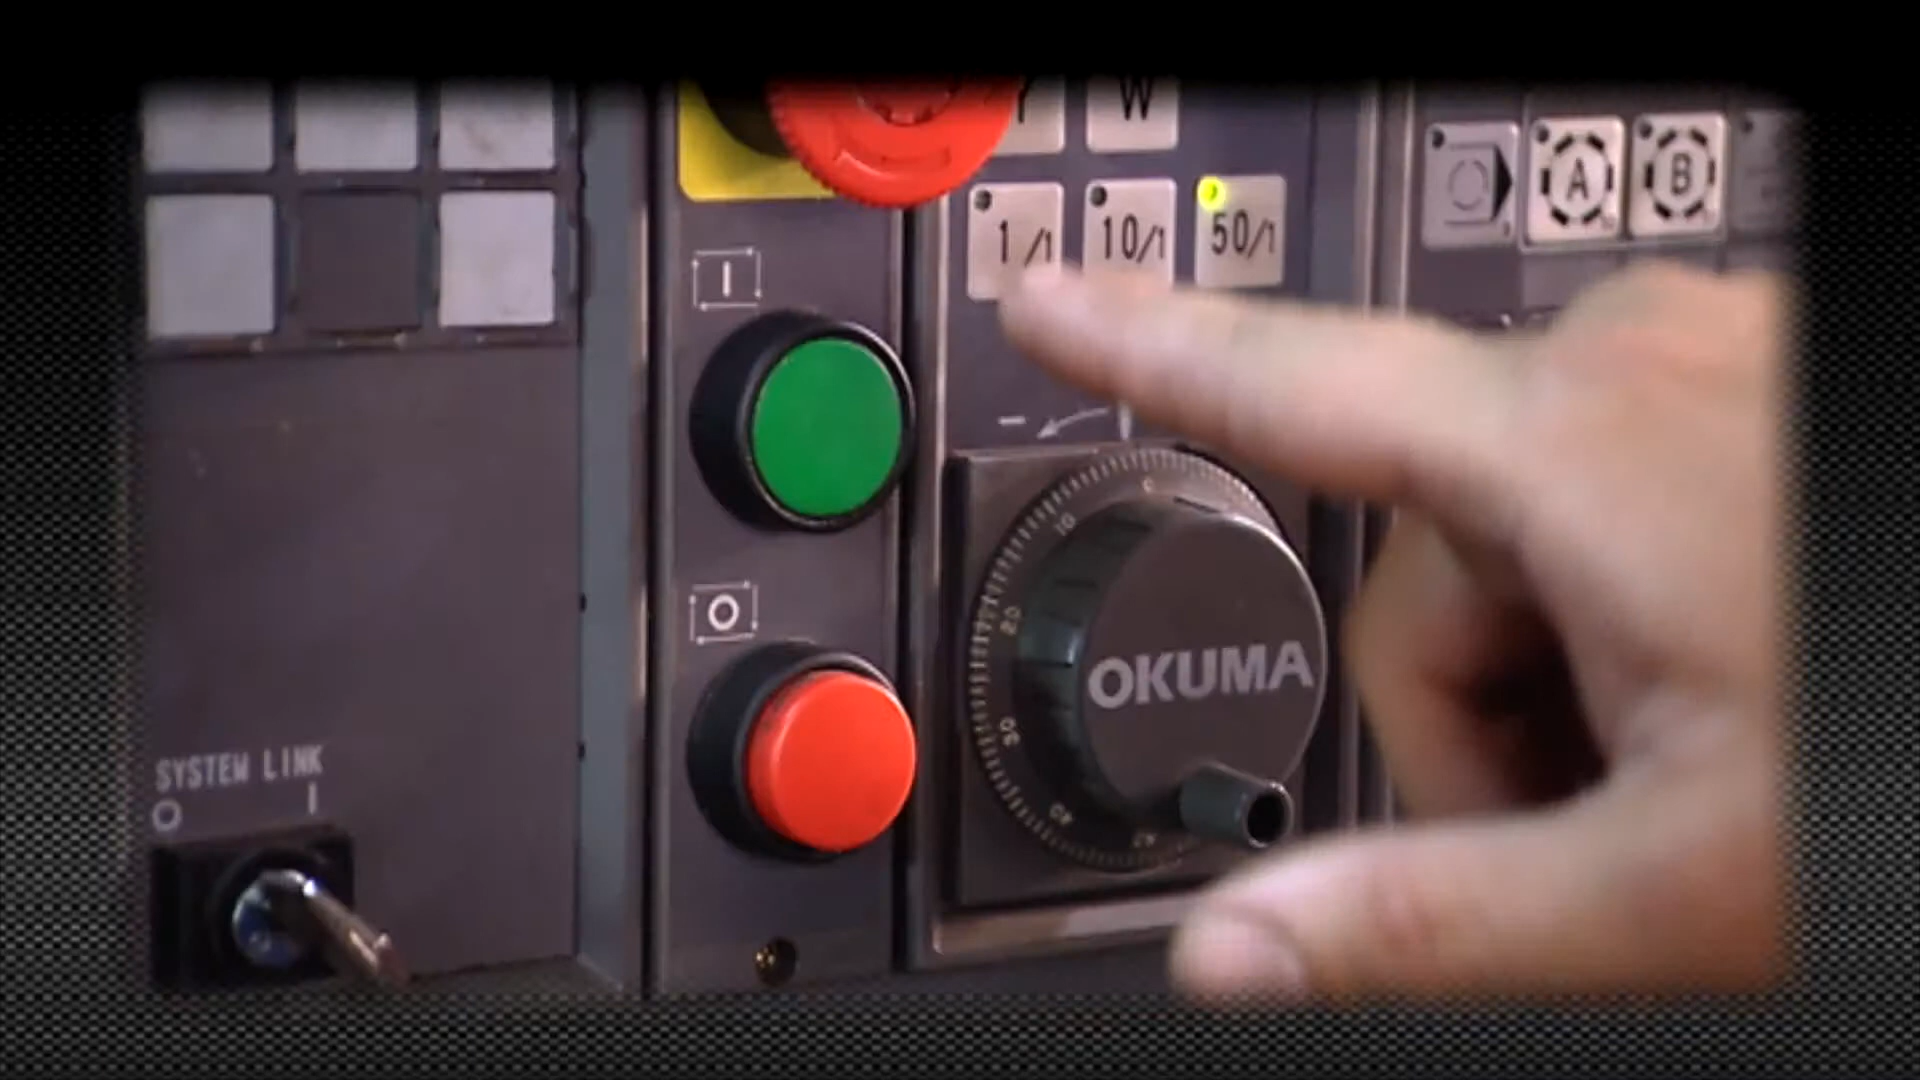 Y
W
A
B
1/1
10/1
50/1
I
−
10
20
30
40
O
OKUMA
SYSTEM LINK
O I